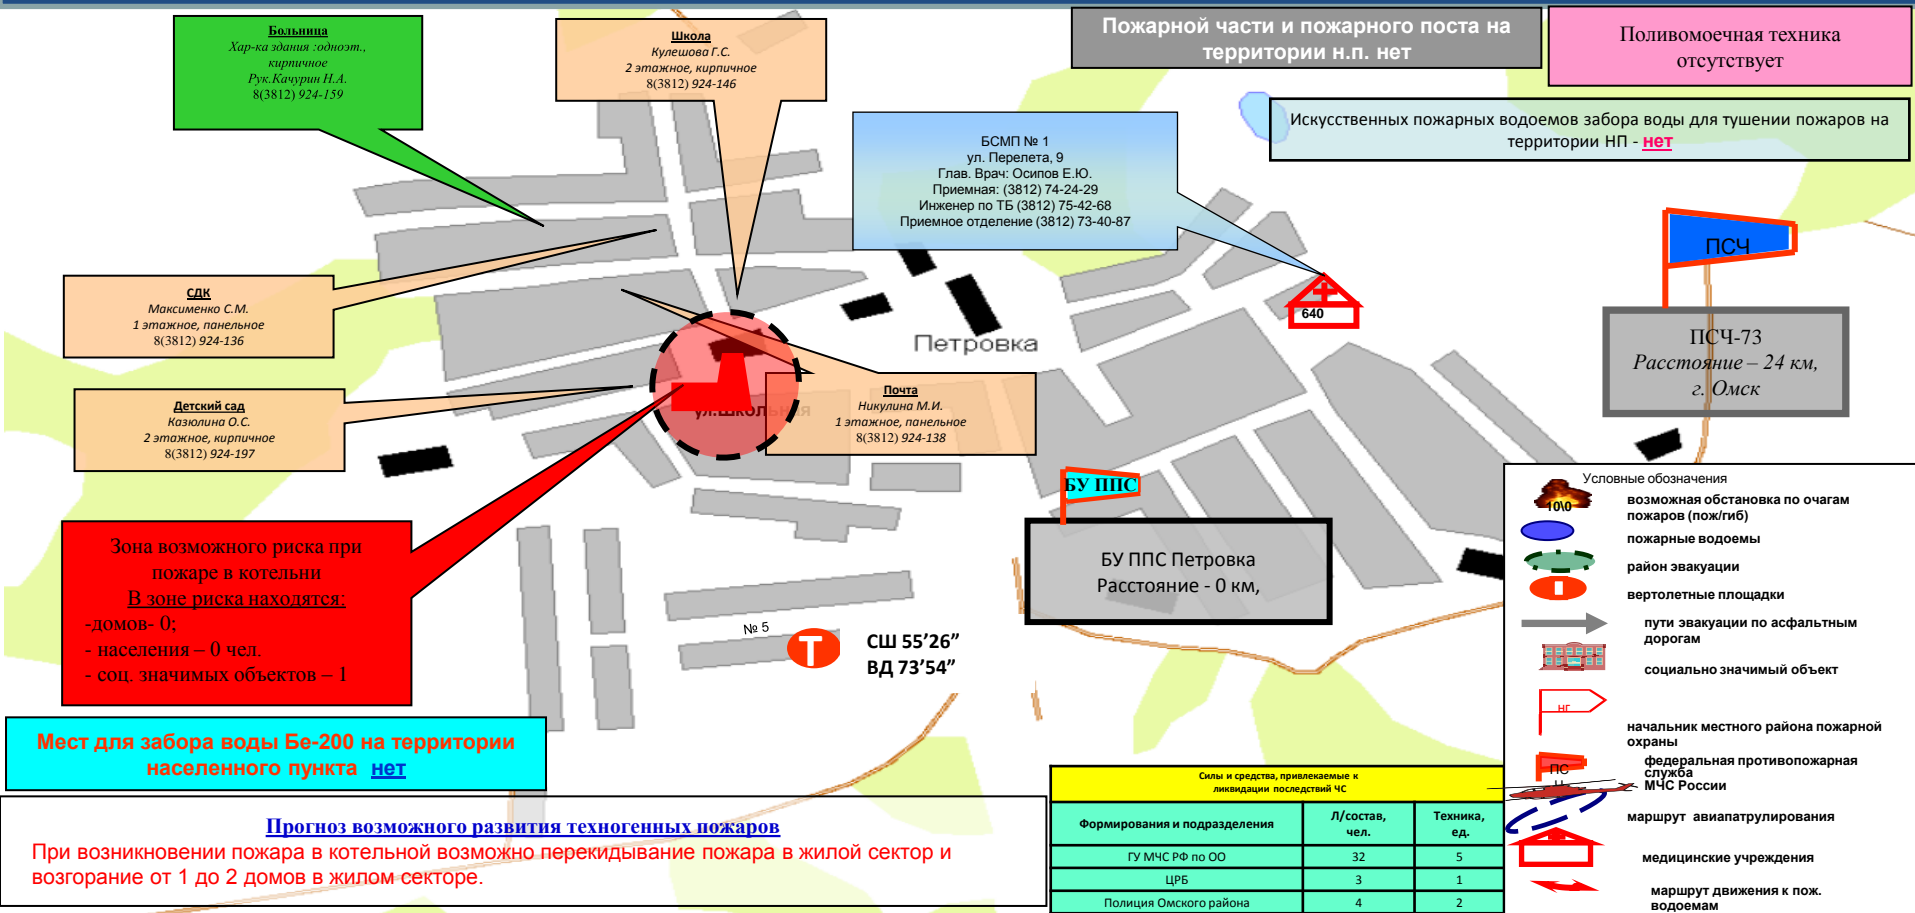 Больница
Хар-ка здания :одноэт.,
кирпичное
Рук.Качурин Н.А.
8(3812) 924-159
Школа
Кулешова Г.С.
2 этажное, кирпичное
8(3812) 924-146
Пожарной части и пожарного поста на
территории н.п. нет
Поливомоечная техника
отсутствует
Искусственных пожарных водоемов забора воды для тушении пожаров на
территории НП - нет
БСМП № 1
ул. Перелета, 9
Глав. Врач: Осипов Е.Ю.
Приемная: (3812) 74-24-29
Инженер по ТБ (3812) 75-42-68
Приемное отделение (3812) 73-40-87
ПСЧ
ПСЧ-73
Расстояние – 24 км,
г. Омск
640
СДК
Максименко С.М.
1 этажное, панельное
8(3812) 924-136
Петровка
Детский сад
Казюлина О.С.
2 этажное, кирпичное
8(3812) 924-197
ул.Школьная
Почта
Никулина М.И.
1 этажное, панельное
8(3812) 924-138
БУ ППС
БУ ППС Петровка
Расстояние - 0 км,
Зона возможного риска при
пожаре в котельни
В зоне риска находятся:
-домов- 0;
- населения – 0 чел.
- соц. значимых объектов – 1
№ 5
Т
СШ 55’26”
ВД 73’54”
Мест для забора воды Бе-200 на территории
населенного пункта нет
Прогноз возможного развития техногенных пожаров
При возникновении пожара в котельной возможно перекидывание пожара в жилой сектор и
возгорание от 1 до 2 домов в жилом секторе.
Силы и средства, привлекаемые к
ликвидации последствий ЧС
Формирования и подразделения Л/состав, чел. Техника, ед.
ГУ МЧС РФ по ОО 32 5
ЦРБ 3 1
Полиция Омского района 4 2
Условные обозначения
10\0
возможная обстановка по очагам
пожаров (пож/гиб)
пожарные водоемы
район эвакуации
вертолетные площадки
пути эвакуации по асфальтным
дорогам
социально значимый объект
НГ
начальник местного района пожарной
охраны
ПС
Ч
федеральная противопожарная
служба
МЧС России
маршрут авиапатрулирования
медицинские учреждения
маршрут движения к пож.
водоемам